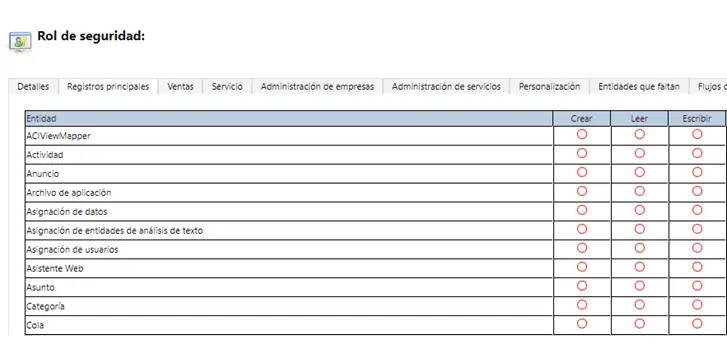 Rol de seguridad:
Detalles Registros principales Ventas Servicio Administración de empresas Administración de servicios Personalización Entidades que faltan Flujos
Entidad Crear Leer Escribir
ACIViewMapper
Actividad
Anuncio
Archivo de aplicación
Asignación de datos
Asignación de entidades de análisis de texto
Asignación de usuarios
Asistente Web
Asunto
Categoría
Cola